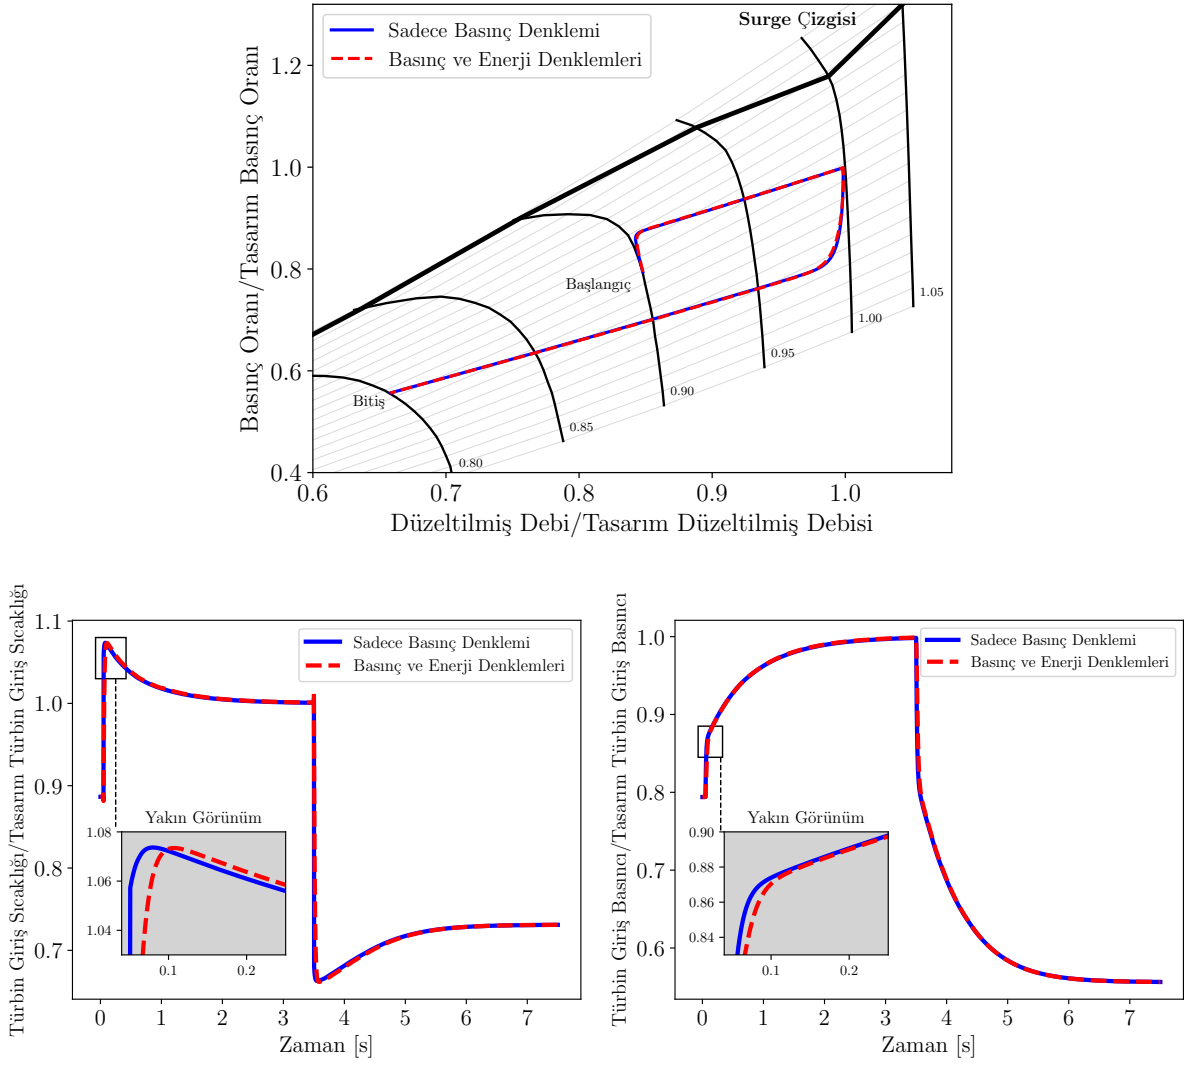 Surge Çizgisi
Sadece Basınç Denklemi
Basınç ve Enerji Denklemleri
Basınç Oranı/Tasarım Basınç Oranı
1.2
1.0
0.8
0.6
0.4
Başlangıç
Bitiş
1.05
1.00
0.95
0.90
0.85
0.80
0.6 0.7 0.8 0.9 1.0
Düzeltilmiş Debi/Tasarım Düzeltilmiş Debisi
Türbin Giriş Sıcaklığı/Tasarım Türbin Giriş Sıcaklığı
1.1
1.0
0.9
0.8
0.7
Sadece Basınç Denklemi
Basınç ve Enerji Denklemleri
Yakın Görünüm
1.08
1.06
1.04
0.1 0.2
0 1 2 3 4 5 6 7
Zaman [s]
Türbin Giriş Basıncı/Tasarım Türbin Giriş Basıncı
1.0
0.9
0.8
0.7
0.6
Sadece Basınç Denklemi
Basınç ve Enerji Denklemleri
Yakın Görünüm
0.90
0.88
0.86
0.84
0.1 0.2
0 1 2 3 4 5 6 7
Zaman [s]